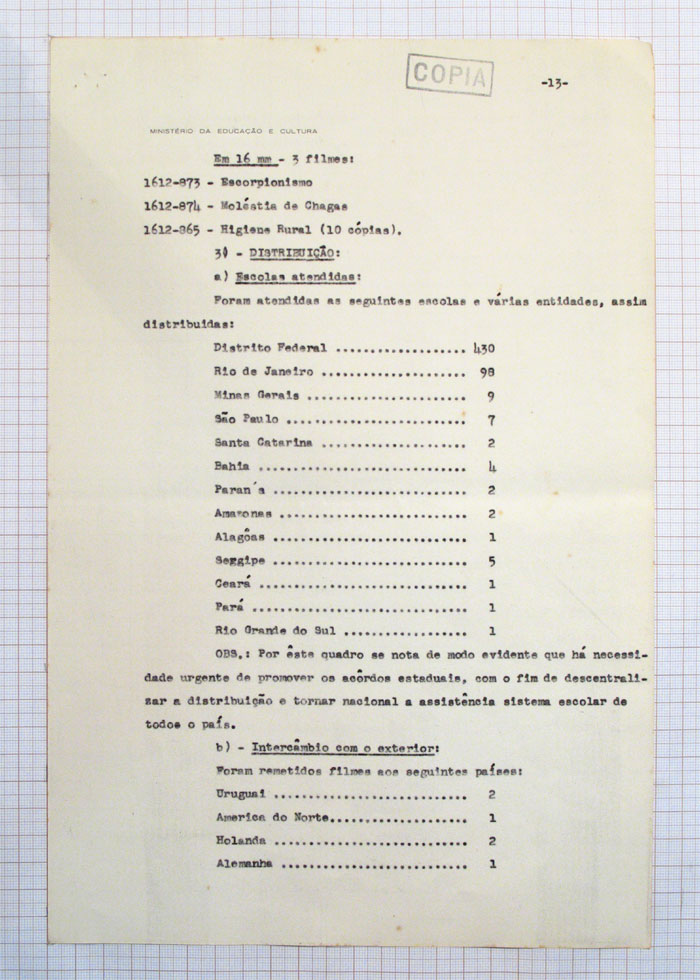 COPIA
-13-
MINISTÉRIO DA EDUCAÇÃO E CULTURA
Em 16 mm - 3 filmes:
1612-873 - Escorpionismo
1612-874 - Moléstia de Chagas
1612-865 - Higiene Rural (10 cópias).
3) - DISTRIBUIÇÃO:
a) Escolas atendidas:
Foram atendidas as seguintes escolas e várias entidades, assim
distribuidas:
Distrito Federal ................... 430
Rio de Janeiro ..................... 98
Minas Gerais ....................... 9
São Paulo .......................... 7
Santa Catarina ..................... 2
Bahia .............................. 4
Paran´a ............................ 2
Amazonas ........................... 2
Alagôas ............................ 1
Seggipe ............................ 5
Ceará .............................. 1
Pará ............................... 1
Rio Grande do Sul .................. 1
OBS.: Por êste quadro se nota de modo evidente que há necessi-
dade urgente de promover os acôrdos estaduais, com o fim de descentrali-
sar a distribuição e tornar nacional a assistência sistema escolar de
todoe o país.
b) - Intercâmbio com o exterior:
Foram remetidos filmes aos seguintes países:
Uruguai ............................ 2
America do Norte.................... 1
Holanda ............................ 2
Alemanha ........................... 1